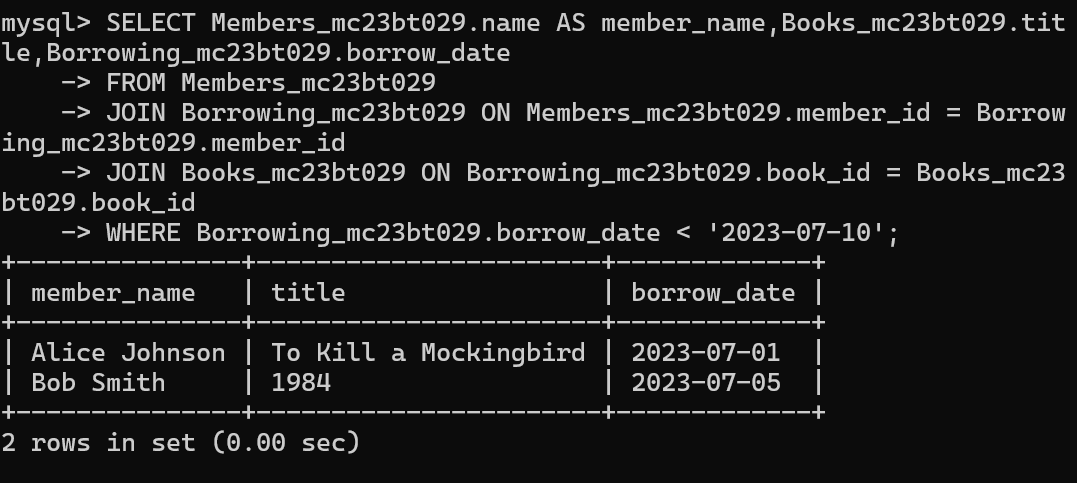 mysql> SELECT Members_mc23bt029.name AS member_name,Books_mc23bt029.tit
le,Borrowing_mc23bt029.borrow_date
    -> FROM Members_mc23bt029
    -> JOIN Borrowing_mc23bt029 ON Members_mc23bt029.member_id = Borrow
ing_mc23bt029.member_id
    -> JOIN Books_mc23bt029 ON Borrowing_mc23bt029.book_id = Books_mc23
bt029.book_id
    -> WHERE Borrowing_mc23bt029.borrow_date < '2023-07-10';
+---------------+-----------------------+-------------+
| member_name   | title                 | borrow_date |
+---------------+-----------------------+-------------+
| Alice Johnson | To Kill a Mockingbird | 2023-07-01  |
| Bob Smith     | 1984                  | 2023-07-05  |
+---------------+-----------------------+-------------+
2 rows in set (0.00 sec)